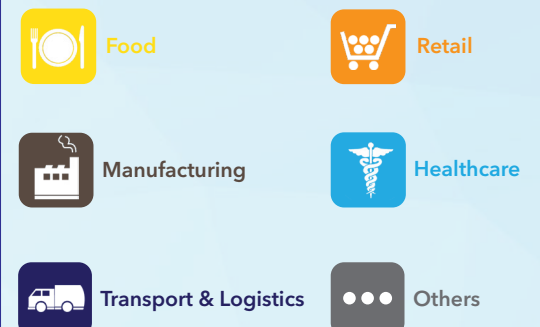 Food
Retail
Manufacturing
Healthcare
Transport & Logistics
Others